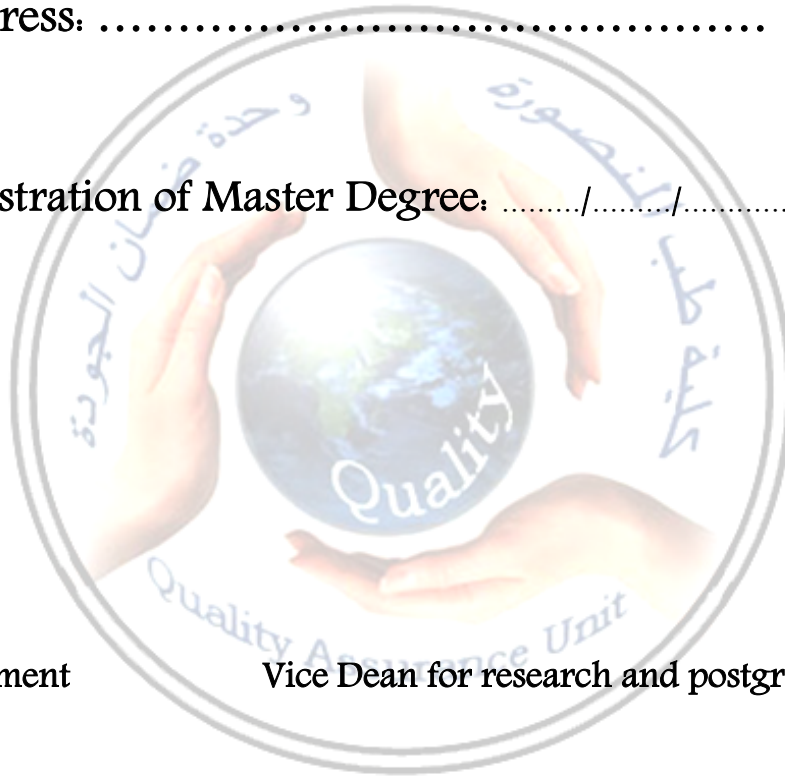 ress: ……………………………………………
وحدة ضمان الجودة
كلية طب المنصورة
stration of Master Degree: ………/………/…………
Quality
Quality Assurance Unit
ment
Vice Dean for research and postgr